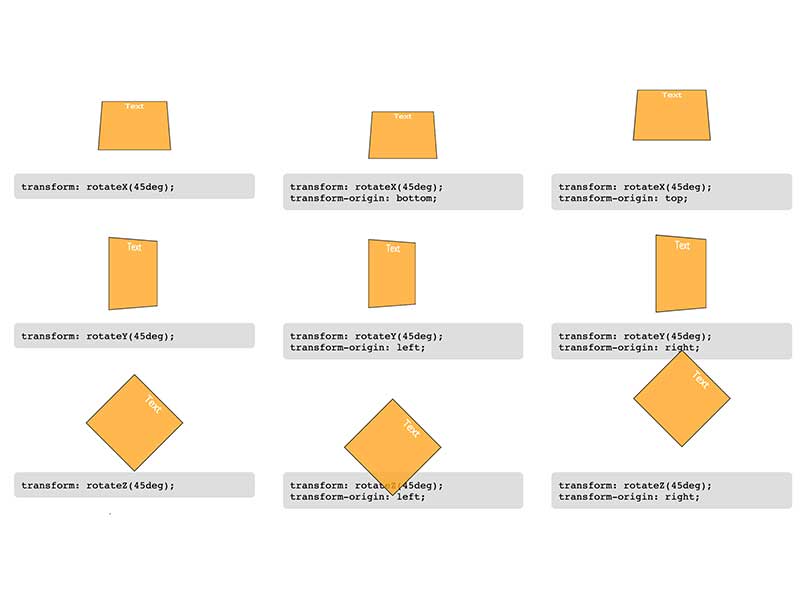 Text
Text
Text
transform: rotateX(45deg);
transform: rotateX(45deg);
transform-origin: bottom;
transform: rotateX(45deg);
transform-origin: top;
Text
Text
Text
transform: rotateY(45deg);
transform: rotateY(45deg);
transform-origin: left;
transform: rotateY(45deg);
transform-origin: right;
Text
Text
Text
transform: rotateZ(45deg);
transform: rotateZ(45deg);
transform-origin: left;
transform: rotateZ(45deg);
transform-origin: right;